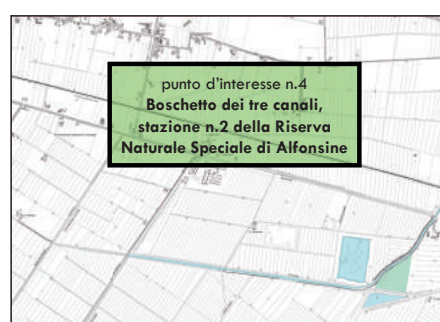 punto d'interesse n.4
Boschetto dei tre canali,
stazione n.2 della Riserva
Naturale Speciale di Alfonsine